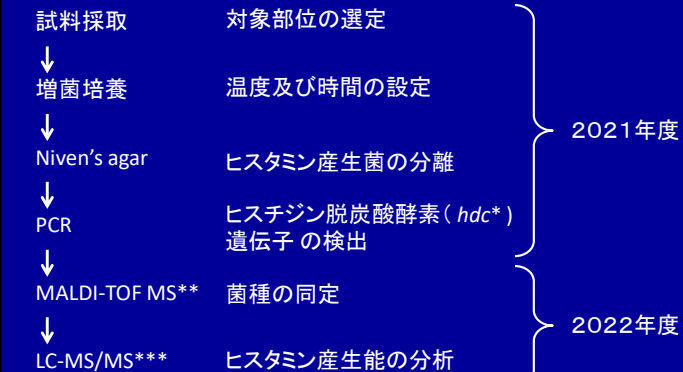 試料採取 対象部位の選定
↓
増菌培養 温度及び時間の設定
↓
Niven's agar ヒスタミン産生菌の分離
2021年度
↓
PCR ヒスチジン脱炭酸酵素( hdc* )
遺伝子 の検出
↓
MALDI-TOF MS** 菌種の同定
2022年度
↓
LC-MS/MS*** ヒスタミン産生能の分析